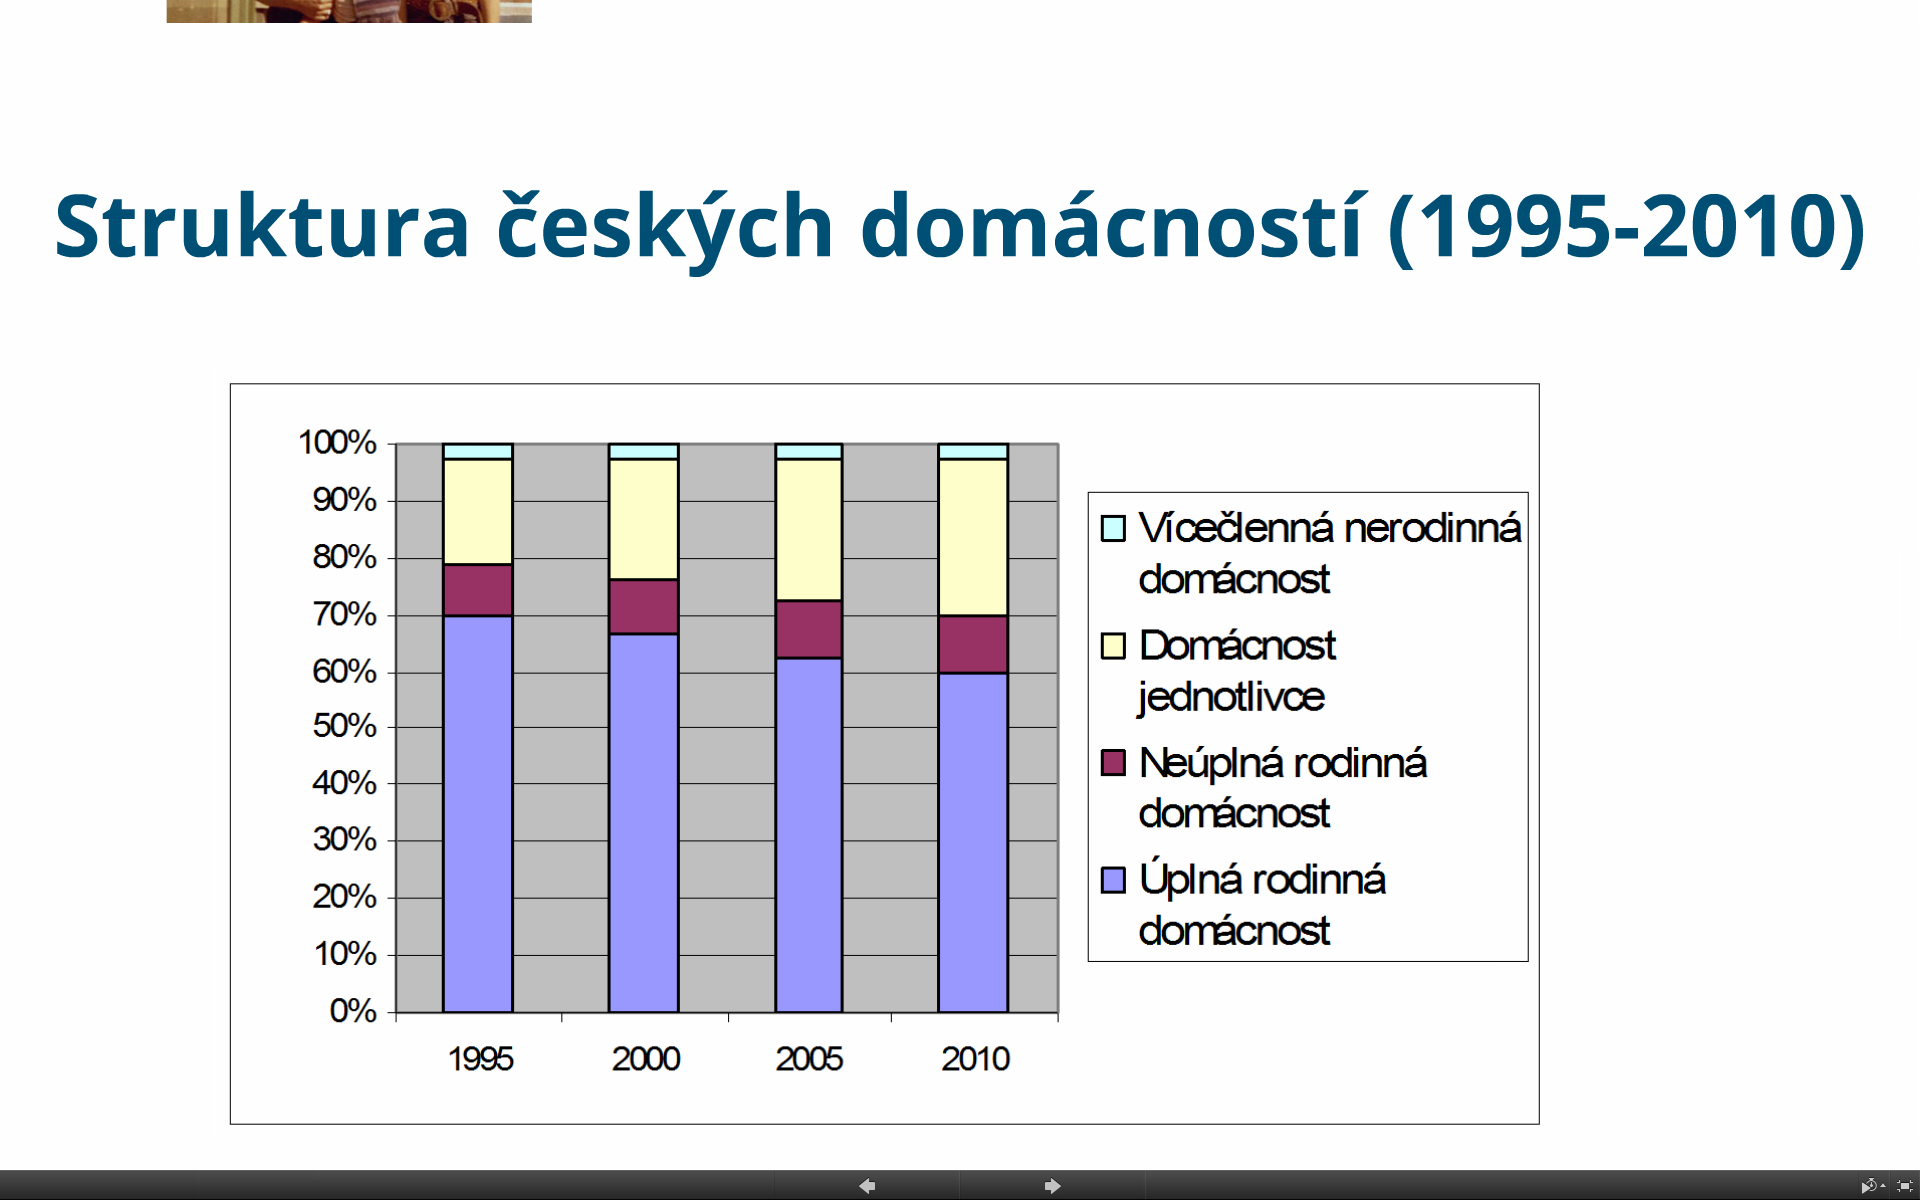 Struktura českých domácností (1995-2010)
100%
90%
80%
70%
60%
50%
40%
30%
20%
10%
0%
1995 2000 2005 2010
Vícečlenná nerodinná
domácnost
Domácnost
jednotlivce
Neúplná rodinná
domácnost
Úplná rodinná
domácnost